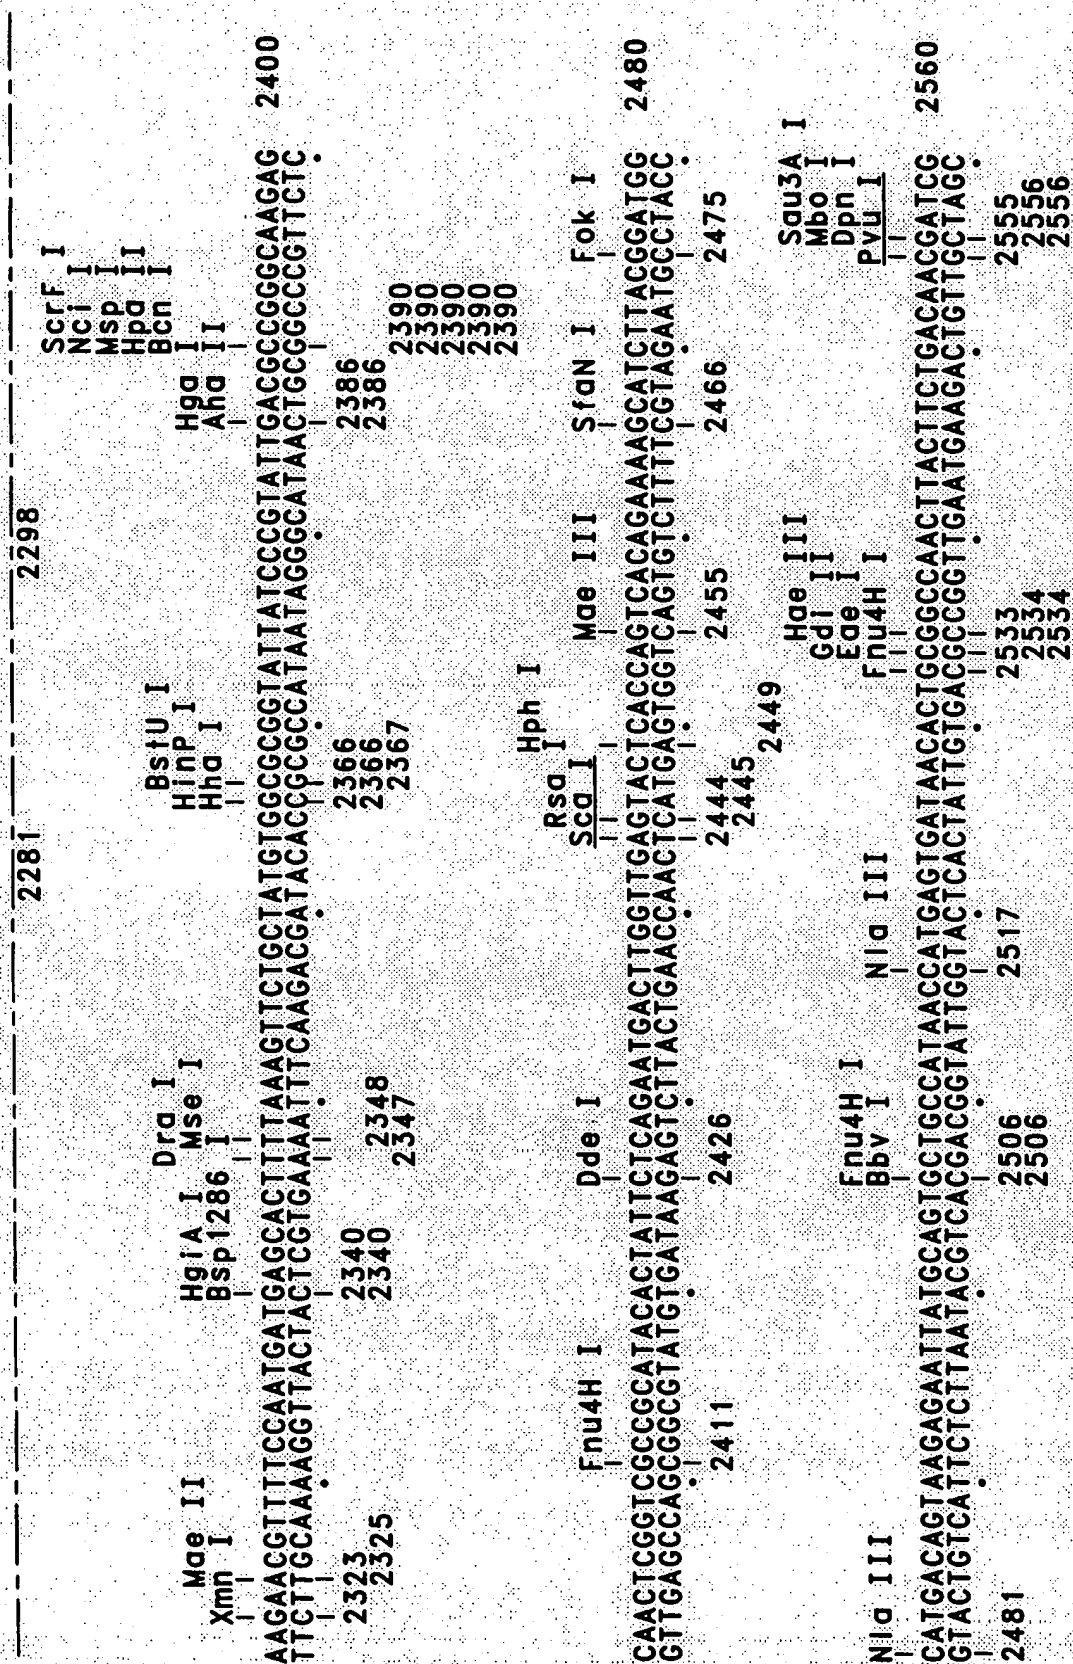 2281 2298
ScrF I
Nci I
Msp I
Hpa II
Bcn I
Mae II HgiA I Dra I BstU I Hga I
Xmn I Bsp1286 I Mse I HinP I Aha II
Hha I
AAGAACGTTTTCCAATGATGAGCACTTTTAAAGTTCTGCTATGTGGCGCGGTATTATCCCGTATTGACGCCGGGCAAGAG 2400
TTCTTGCAAAAGGTTACTACTCGTGAAAATTTCAAGACGATACACCGCGCCATAATAGGGCATAACTGCGGCCCGTTCTC
2323 2340 2366 2386
2325 2340 2348 2366 2386
2347 2367 2390
2390
2390
2390
2390
Hph I
Rsa I
Fnu4H I Dde I Sca I Mae III SfaN I Fok I
CAACTCGGTCGCCGCATACACTATTCTCAGAATGACTTGGTTGAGTACTCACCAGTCACAGAAAAGCATCTTACGGATGG 2480
GTTGAGCCAGCGGCGTATGTGATAAGAGTCTTACTGAACCAACTCATGAGTGGTCAGTGTCTTTTCGTAGAATGCCTACC
2411 2426 2444 2455 2466 2475
2445
2449
Hae III Sau3A I
Gdi II Mbo I
Fnu4H I Eae I Dpn I
Nla III Bbv I Nla III Fnu4H I Pvu I
CATGACAGTAAGAGAATTATGCAGTGCTGCCATAACCATGAGTGATAACACTGCGGCCAACTTACTTCTGACAACGATCG 2560
GTACTGTCATTCTCTTAATACGTCACGACGGTATTGGTACTCACTATTGTGACGCCGGTTGAATGAAGACTGTTGCTAGC
2481 2506 2517 2533 2555
2506 2534 2556
2534 2556